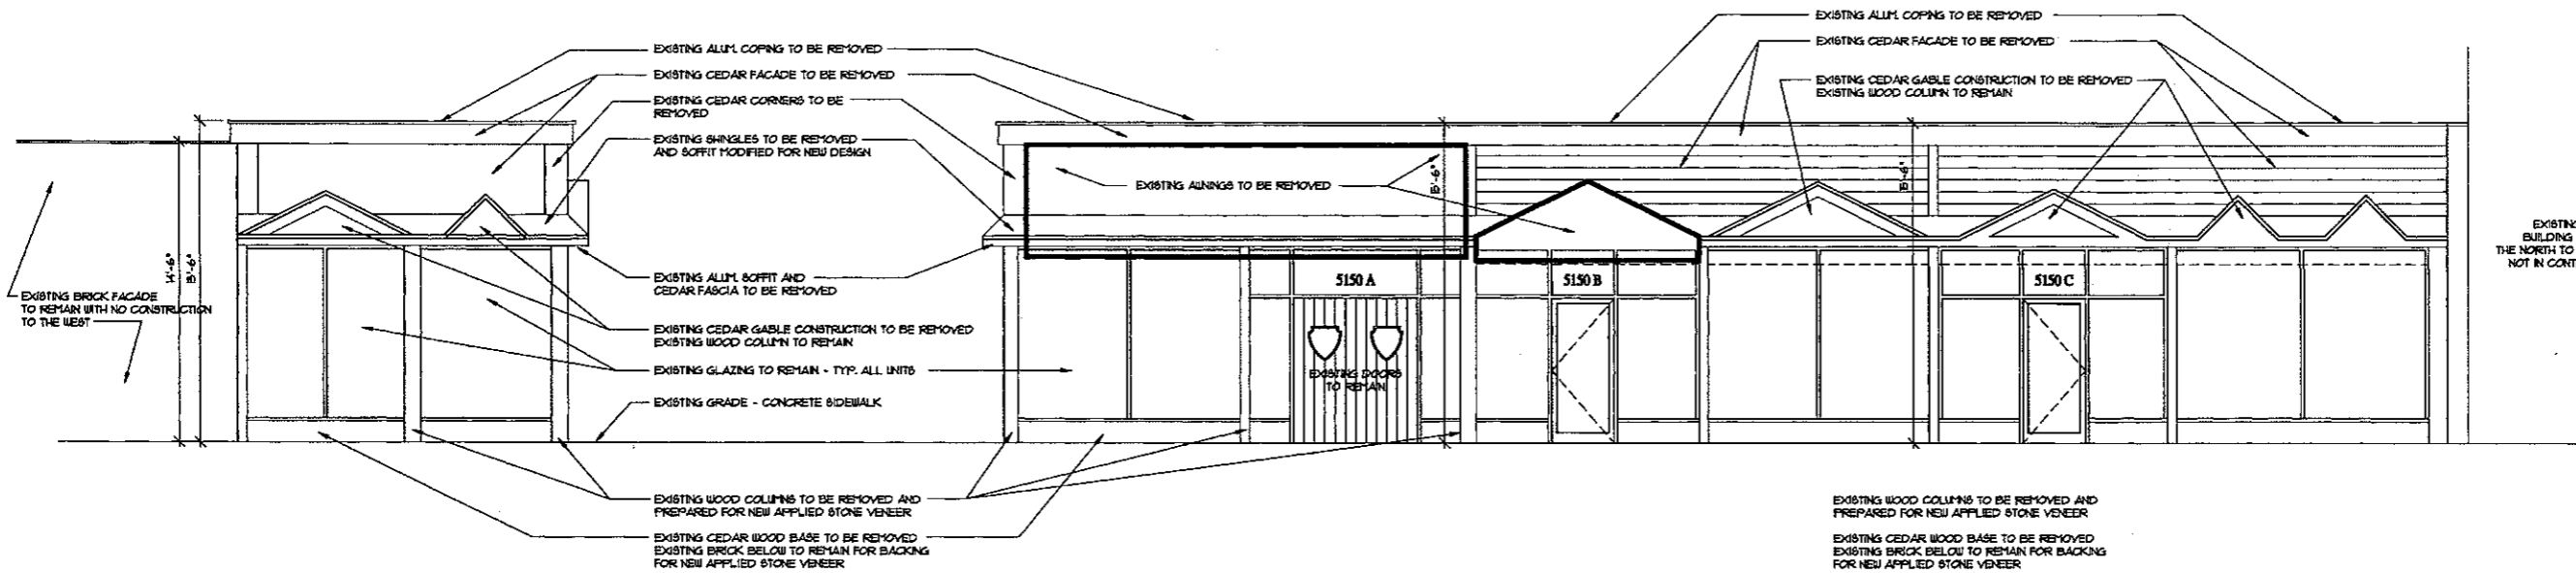 EXISTING ALUM. COPING TO BE REMOVED
EXISTING CEDAR FACADE TO BE REMOVED
EXISTING CEDAR CORNERS TO BE
REMOVED
EXISTING SHINGLES TO BE REMOVED
AND SOFFIT MODIFIED FOR NEW DESIGN
EXISTING ALUM. SOFFIT AND
CEDAR FASCIA TO BE REMOVED
EXISTING CEDAR GABLE CONSTRUCTION TO BE REMOVED
EXISTING WOOD COLUMN TO REMAIN
EXISTING GLAZING TO REMAIN - TYP. ALL UNITS
EXISTING GRADE - CONCRETE SIDEWALK
EXISTING WOOD COLUMNS TO BE REMOVED AND
PREPARED FOR NEW APPLIED STONE VENEER
EXISTING CEDAR WOOD BASE TO BE REMOVED
EXISTING BRICK BELOW TO REMAIN FOR BACKING
FOR NEW APPLIED STONE VENEER
14'-6"
15'-6"
EXISTING BRICK FACADE
TO REMAIN WITH NO CONSTRUCTION
TO THE WEST
EXISTING AWNINGS TO BE REMOVED
15'-6"
15'-6"
5150 A
5150 B
5150 C
EXISTING DOORS
TO REMAIN
EXISTING ALUM. COPING TO BE REMOVED
EXISTING CEDAR FACADE TO BE REMOVED
EXISTING CEDAR GABLE CONSTRUCTION TO BE REMOVED
EXISTING WOOD COLUMN TO REMAIN
EXISTING
BUILDING
THE NORTH TO
NOT IN CONT
EXISTING WOOD COLUMNS TO BE REMOVED AND
PREPARED FOR NEW APPLIED STONE VENEER
EXISTING CEDAR WOOD BASE TO BE REMOVED
EXISTING BRICK BELOW TO REMAIN FOR BACKING
FOR NEW APPLIED STONE VENEER